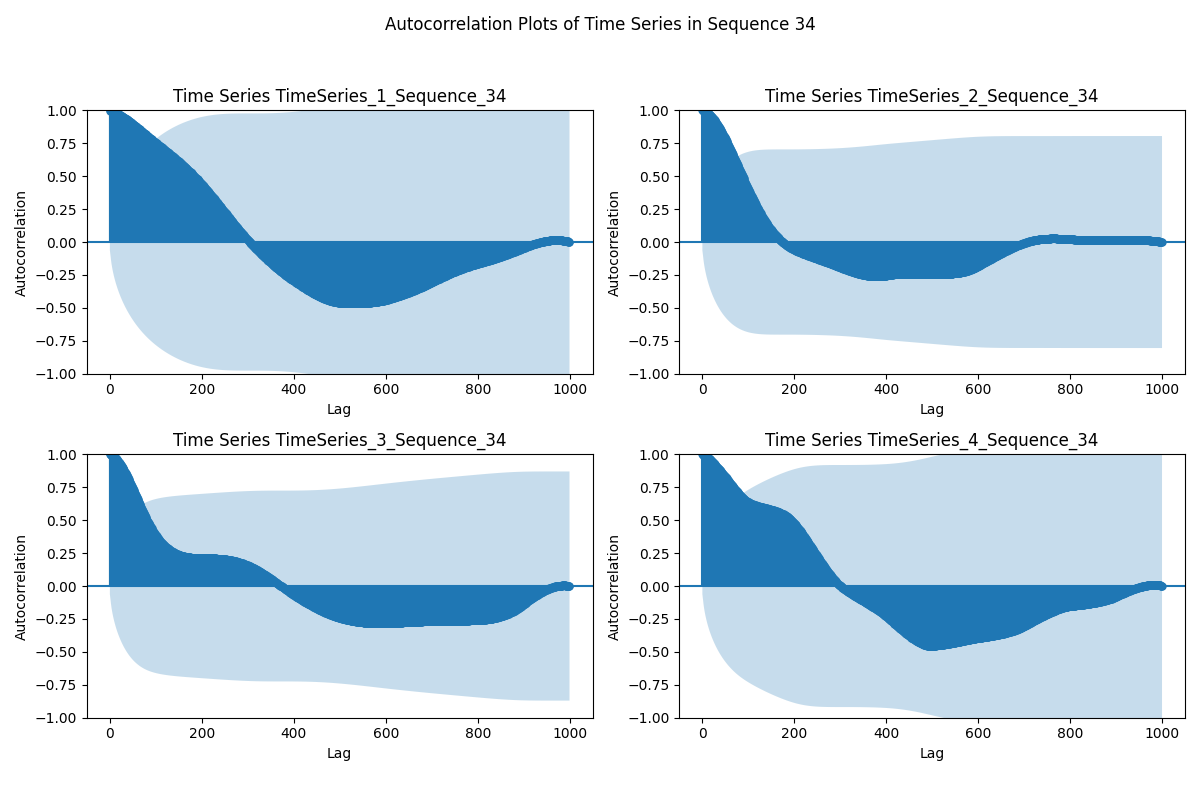 Autocorrelation Plots of Time Series in Sequence 34
Time Series TimeSeries_1_Sequence_34
1.00
0.75
0.50
0.25
0.00
−0.25
−0.50
−0.75
−1.00
Autocorrelation
0 200 400 600 800 1000
Lag
Time Series TimeSeries_2_Sequence_34
1.00
0.75
0.50
0.25
0.00
−0.25
−0.50
−0.75
−1.00
Autocorrelation
0 200 400 600 800 1000
Lag
Time Series TimeSeries_3_Sequence_34
1.00
0.75
0.50
0.25
0.00
−0.25
−0.50
−0.75
−1.00
Autocorrelation
0 200 400 600 800 1000
Lag
Time Series TimeSeries_4_Sequence_34
1.00
0.75
0.50
0.25
0.00
−0.25
−0.50
−0.75
−1.00
Autocorrelation
0 200 400 600 800 1000
Lag